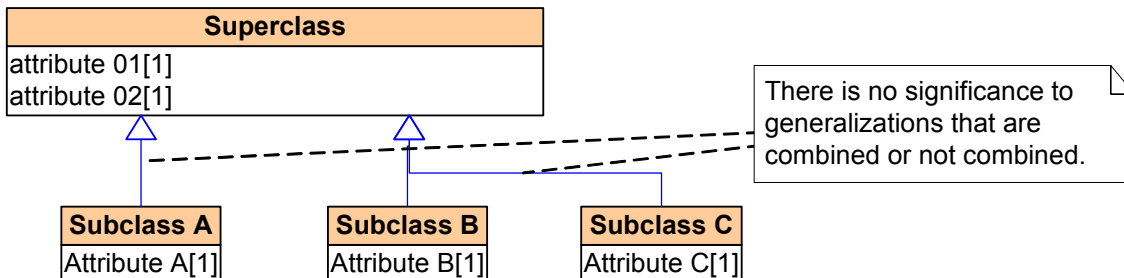 Superclass
attribute 01[1]
attribute 02[1]
There is no significance to
generalizations that are
combined or not combined.
Subclass A
Attribute A[1]
Subclass B
Attribute B[1]
Subclass C
Attribute C[1]